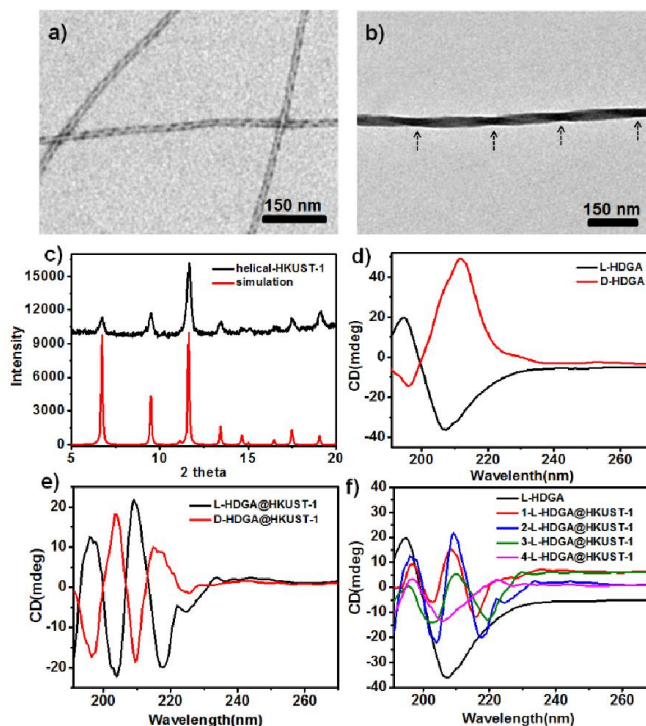 a)
150 nm
b)
150 nm
c)
helical-HKUST-1
simulation
15000
12000
9000
6000
3000
0
Intensity
5 10 15 20
2 theta
d)
L-HDGA
D-HDGA
40
20
0
-20
-40
CD(mdeg)
200 220 240 260
Wavelenth(nm)
e)
L-HDGA@HKUST-1
D-HDGA@HKUST-1
20
10
0
-10
-20
CD(mdeg)
200 220 240 260
Wavelength(nm)
f)
L-HDGA
1-L-HDGA@HKUST-1
2-L-HDGA@HKUST-1
3-L-HDGA@HKUST-1
4-L-HDGA@HKUST-1
40
30
20
10
0
-10
-20
-30
-40
CD(mdeg)
200 220 240 260
Wavelength(nm)